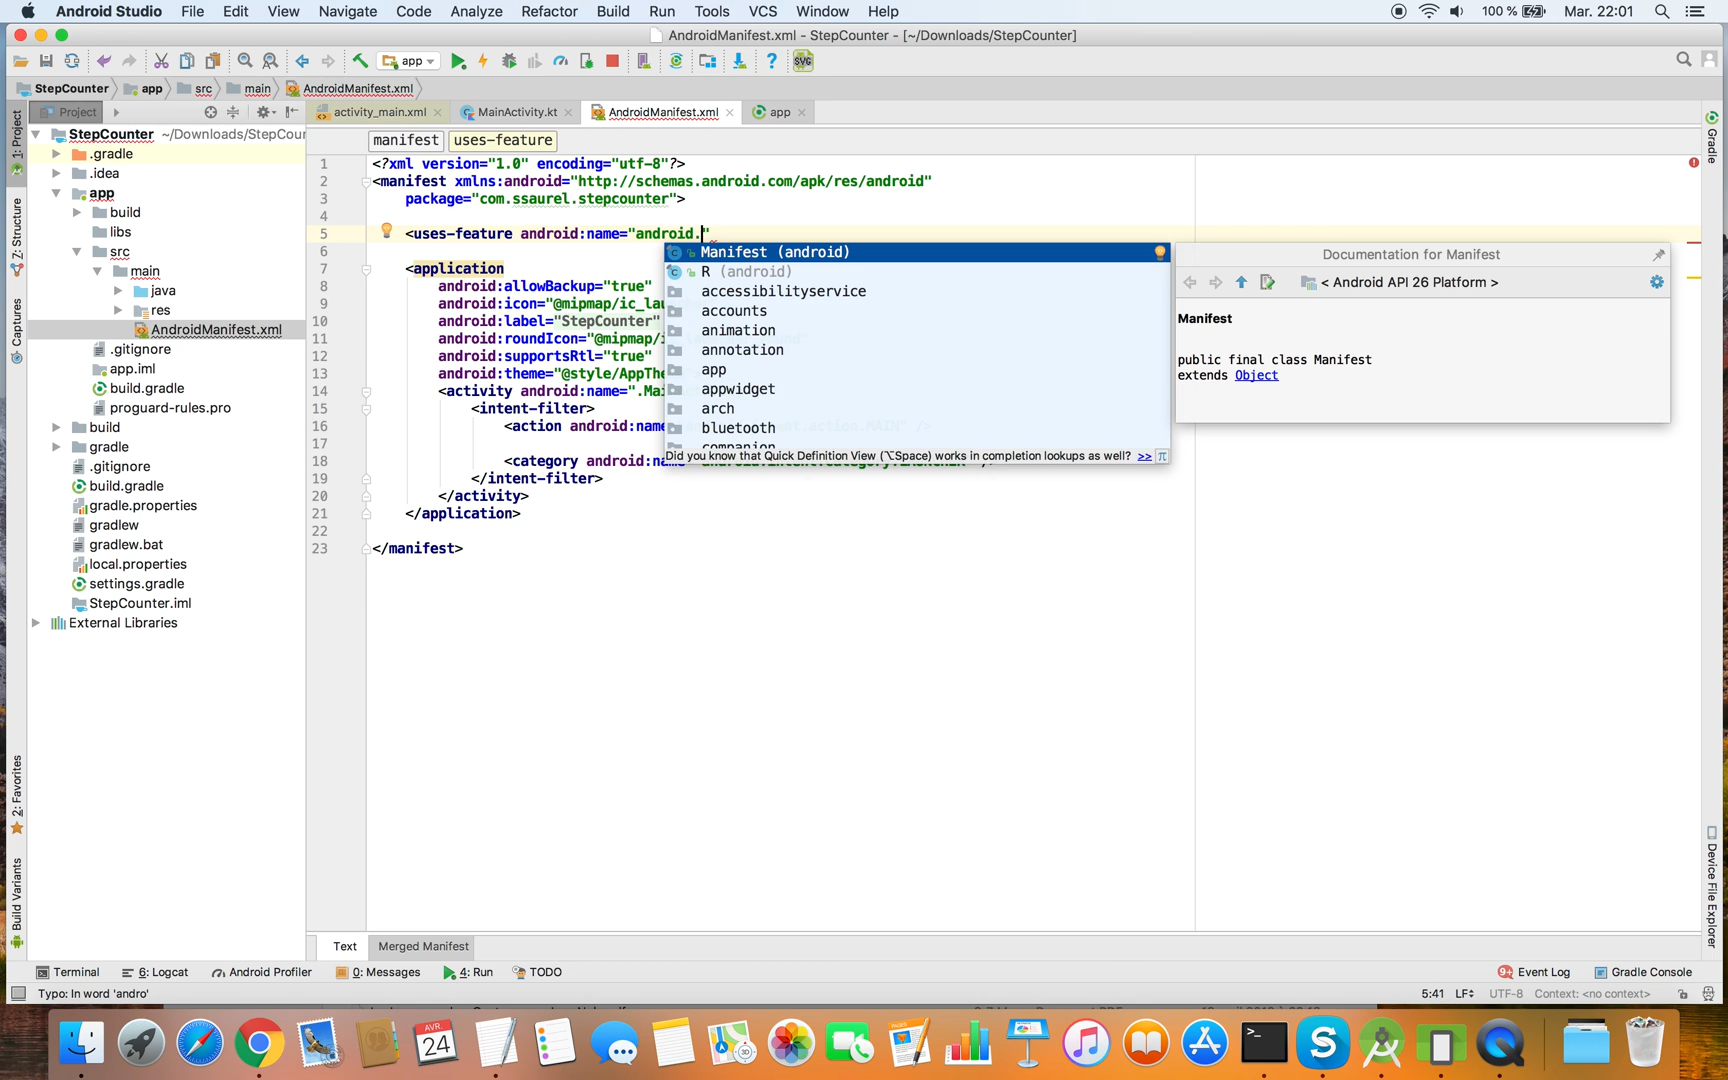 Android Studio File Edit View Navigate Code Analyze Refactor Build Run Tools VCS Window Help 100 % Mar. 22:01
AndroidManifest.xml - StepCounter - [~/Downloads/StepCounter]
app
SVG
StepCounter app src main AndroidManifest.xml
Project activity_main.xml MainActivity.kt AndroidManifest.xml app
1: Project
Z: Structure
Captures
2: Favorites
Build Variants
StepCounter ~/Downloads/StepCour
.gradle
.idea
app
build
libs
src
main
java
res
AndroidManifest.xml
.gitignore
app.iml
build.gradle
proguard-rules.pro
build
gradle
.gitignore
build.gradle
gradle.properties
gradlew
gradlew.bat
local.properties
settings.gradle
StepCounter.iml
External Libraries
manifest uses-feature
1 <?xml version="1.0" encoding="utf-8"?>
2 <manifest xmlns:android="http://schemas.android.com/apk/res/android"
3 package="com.ssaurel.stepcounter">
4
5 <uses-feature android:name="android."
6
7 <application
8 android:allowBackup="true"
9 android:icon="@mipmap/ic_lau
10 android:label="StepCounter"
11 android:roundIcon="@mipmap/i
12 android:supportsRtl="true"
13 android:theme="@style/AppThe
14 <activity android:name=".Mai
15 <intent-filter>
16 <action android:name
17
18 <category android:na
19 </intent-filter>
20 </activity>
21 </application>
22
23 </manifest>
Manifest (android)
R (android)
accessibilityservice
accounts
animation
annotation
app
appwidget
arch
bluetooth
companion
Did you know that Quick Definition View (⌥Space) works in completion lookups as well? >> π
Documentation for Manifest
< Android API 26 Platform >
Manifest
public final class Manifest
extends Object
Gradle
Device File Explorer
Text Merged Manifest
Terminal 6: Logcat Android Profiler 0: Messages 4: Run TODO 9+ Event Log Gradle Console
Typo: In word 'andro' 5:41 LF÷ UTF-8 Context: <no context>
AVR.
24
PAGES
3D
>_
S